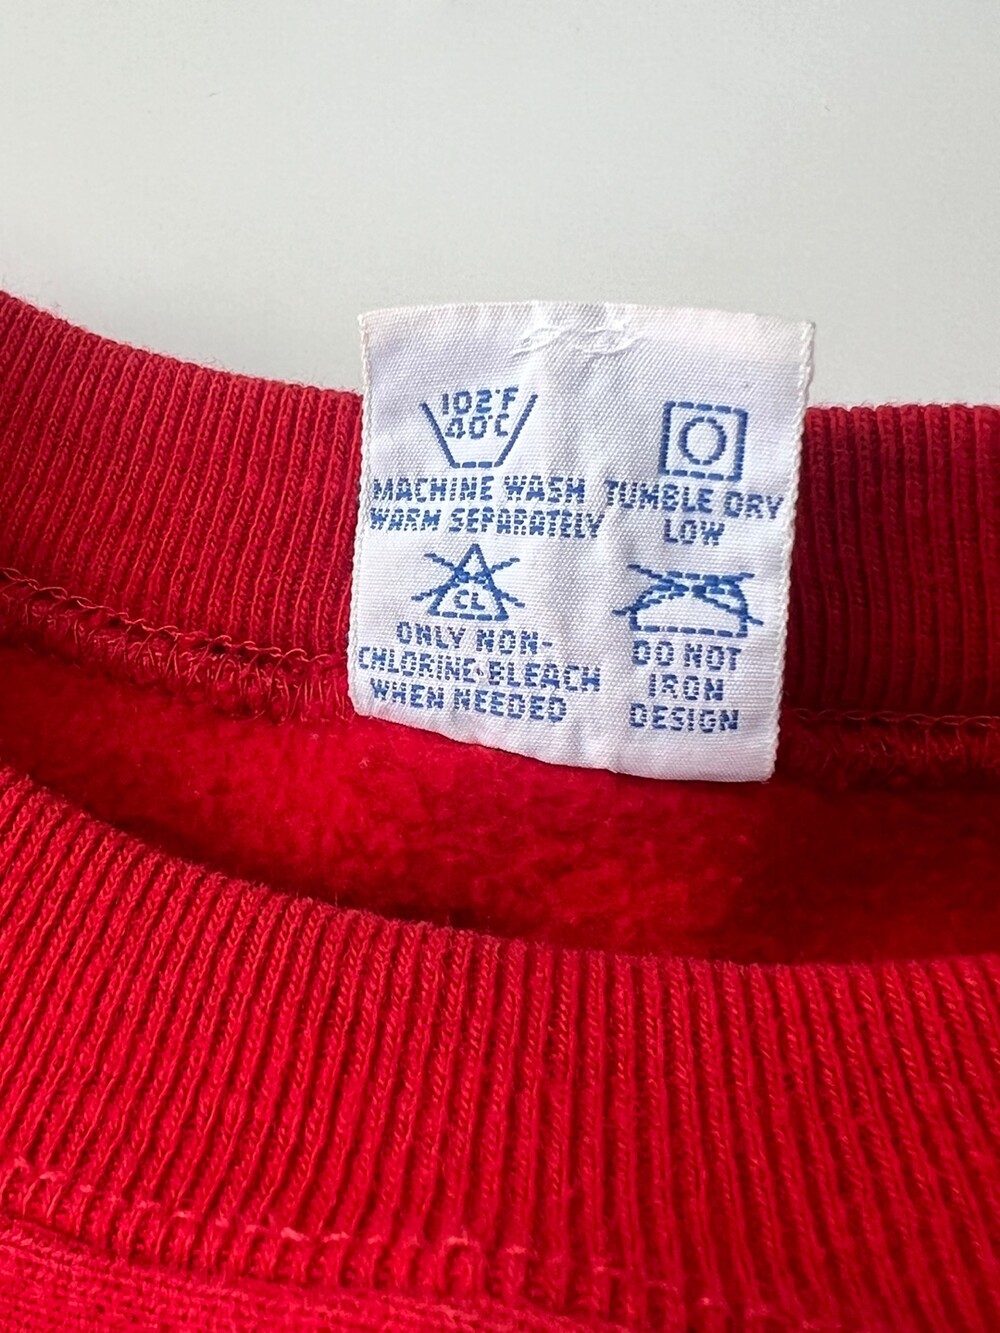 102°F
40°C
MACHINE WASH
WARM SEPARATELY
TUMBLE DRY
LOW
CL
ONLY NON-
CHLORINE BLEACH
WHEN NEEDED
DO NOT
IRON
DESIGN